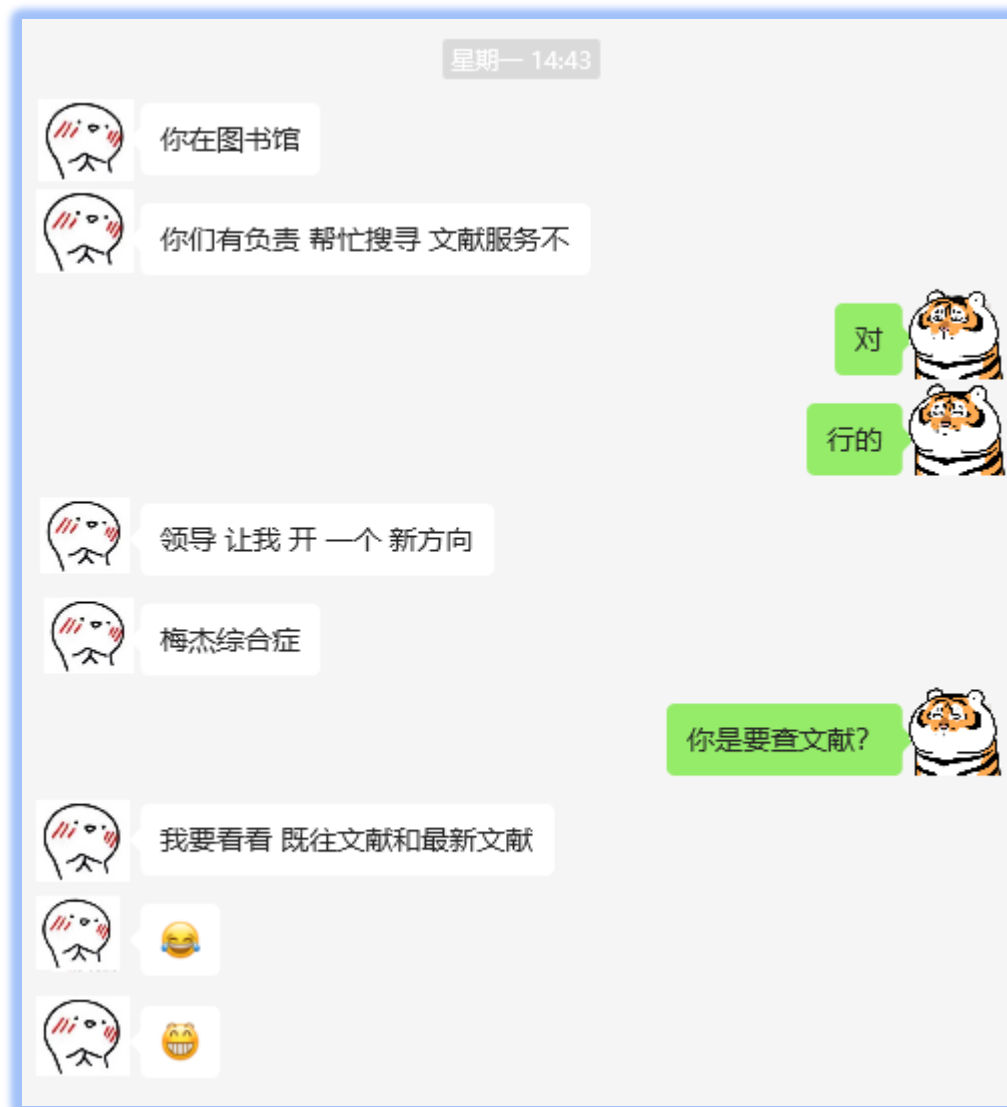 星期一 14:43
你在图书馆
你们有负责 帮忙搜寻 文献服务不
对
行的
领导 让我 开 一个 新方向
梅杰综合症
你是要查文献?
我要看看 既往文献和最新文献